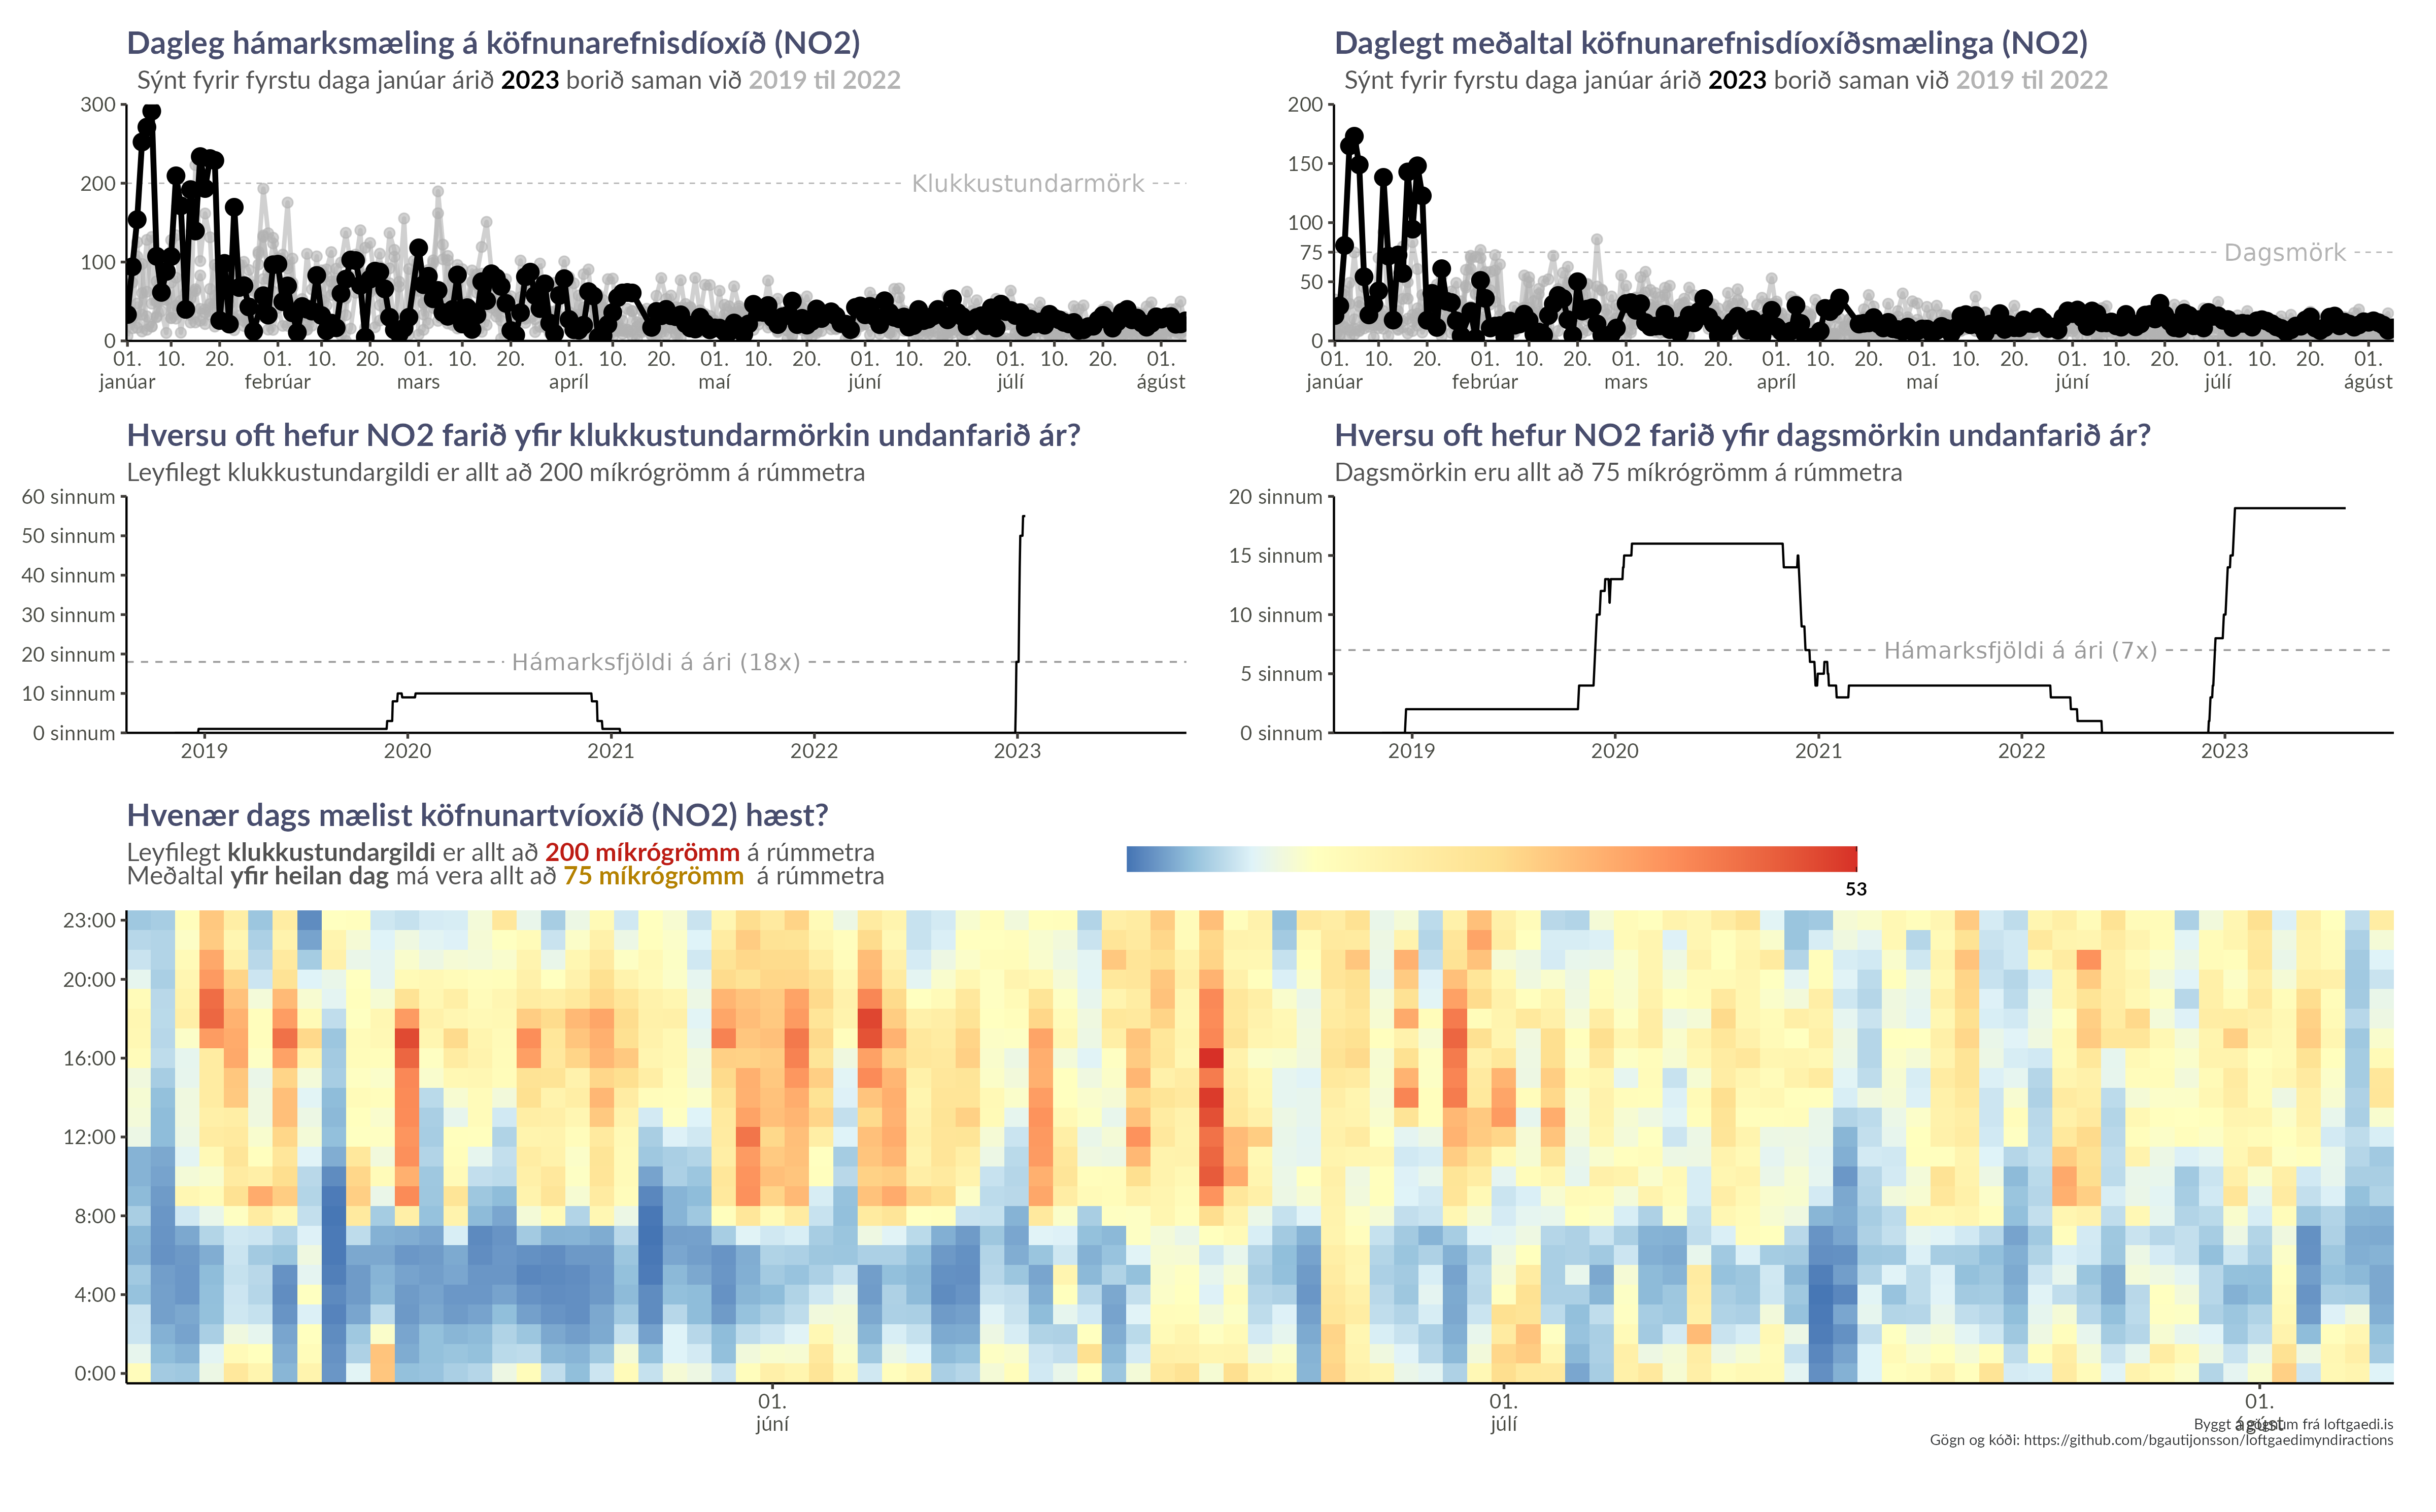 Dagleg hámarksmæling á köfnunarefnisdíoxíð (NO2)
Sýnt fyrir fyrstu daga janúar árið 2023 borið saman við 2019 til 2022
300
200
100
0
Klukkustundarmörk
01. 10. 20. 01. 10. 20. 01. 10. 20. 01. 10. 20. 01. 10. 20. 01. 10. 20. 01. 10. 20. 01.
janúar febrúar mars apríl maí júní júlí ágúst
Daglegt meðaltal köfnunarefnisdíoxíðsmælinga (NO2)
Sýnt fyrir fyrstu daga janúar árið 2023 borið saman við 2019 til 2022
200
150
100
75
50
0
Dagsmörk
01. 10. 20. 01. 10. 20. 01. 10. 20. 01. 10. 20. 01. 10. 20. 01. 10. 20. 01. 10. 20. 01.
janúar febrúar mars apríl maí júní júlí ágúst
Hversu oft hefur NO2 farið yfir klukkustundarmörkin undanfarið ár?
Leyfilegt klukkustundargildi er allt að 200 míkrógrömm á rúmmetra
60 sinnum
50 sinnum
40 sinnum
30 sinnum
20 sinnum
10 sinnum
0 sinnum
Hámarksfjöldi á ári (18x)
2019 2020 2021 2022 2023
Hversu oft hefur NO2 farið yfir dagsmörkin undanfarið ár?
Dagsmörkin eru allt að 75 míkrógrömm á rúmmetra
20 sinnum
15 sinnum
10 sinnum
5 sinnum
0 sinnum
Hámarksfjöldi á ári (7x)
2019 2020 2021 2022 2023
Hvenær dags mælist köfnunartvíoxíð (NO2) hæst?
Leyfilegt klukkustundargildi er allt að 200 míkrógrömm á rúmmetra
Meðaltal yfir heilan dag má vera allt að 75 míkrógrömm á rúmmetra
53
23:00
20:00
16:00
12:00
8:00
4:00
0:00
01. 01. 01.
júní júlí ágúst
Byggt á gögnum frá loftgaedi.is
Gögn og kóði: https://github.com/bgautijonsson/loftgaedimyndiractions